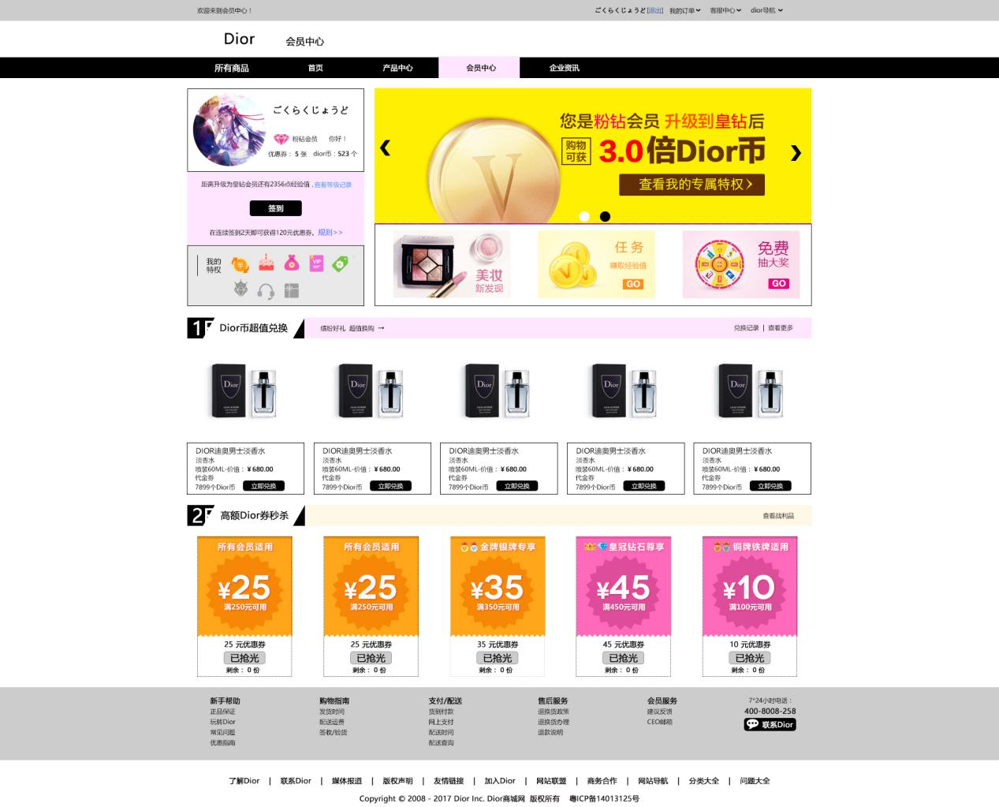 欢迎来到会员中心！
ごくらくじょうど[退出] 我的订单 客服中心 dior导航
Dior 会员中心
所有商品 首页 产品中心 会员中心 企业资讯
ごくらくじょうど
粉钻会员 你好！
优惠券：5 张 dior币：523 个
距离升级为皇钻会员还有2356点经验值，查看等级记录
签到
在连续签到2天即可获得120元优惠券。规则>>
我的
特权
VIP
您是粉钻会员 升级到皇钻后
购物
可获
3.0倍Dior币
查看我的专属特权
V
美妆
新发现
任务
赚取经验值
GO
免费
抽大奖
GO
1F Dior币超值兑换 缤纷好礼 超值换购 → 兑换记录 | 查看更多
Dior Dior Dior Dior Dior
DIOR迪奥男士淡香水 DIOR迪奥男士淡香水 DIOR迪奥男士淡香水 DIOR迪奥男士淡香水 DIOR迪奥男士淡香水
淡香水 淡香水 淡香水 淡香水 淡香水
喷装60ML-价值：¥680.00 喷装60ML-价值：¥680.00 喷装60ML-价值：¥680.00 喷装60ML-价值：¥680.00 喷装60ML-价值：¥680.00
代金券 代金券 代金券 代金券 代金券
7899个Dior币 立即兑换 7899个Dior币 立即兑换 7899个Dior币 立即兑换 7899个Dior币 立即兑换 7899个Dior币 立即兑换
2F 高额Dior券秒杀 查看战利品
所有会员适用 所有会员适用 金牌银牌专享 皇冠钻石尊享 铜牌铁牌适用
¥25 ¥25 ¥35 ¥45 ¥10
满250元可用 满250元可用 满350元可用 满450元可用 满100元可用
25 元优惠券 25 元优惠券 35 元优惠券 45 元优惠券 10 元优惠券
已抢光 已抢光 已抢光 已抢光 已抢光
剩余：0 份 剩余：0 份 剩余：0 份 剩余：0 份 剩余：0 份
新手帮助 购物指南 支付/配送 售后服务 会员服务 7*24小时电话：
正品保证 发货时间 货到付款 退换货政策 建议反馈 400-8008-258
玩转Dior 配送运费 网上支付 退换货办理 CEO邮箱 联系Dior
常见问题 签收/验货 配送时间 退款说明
优惠指南 配送查询
了解Dior | 联系Dior | 媒体报道 | 版权声明 | 友情链接 | 加入Dior | 网站联盟 | 商务合作 | 网站导航 | 分类大全 | 问题大全
Copyright © 2008 - 2017 Dior Inc. Dior商城网 版权所有 粤ICP备14013125号